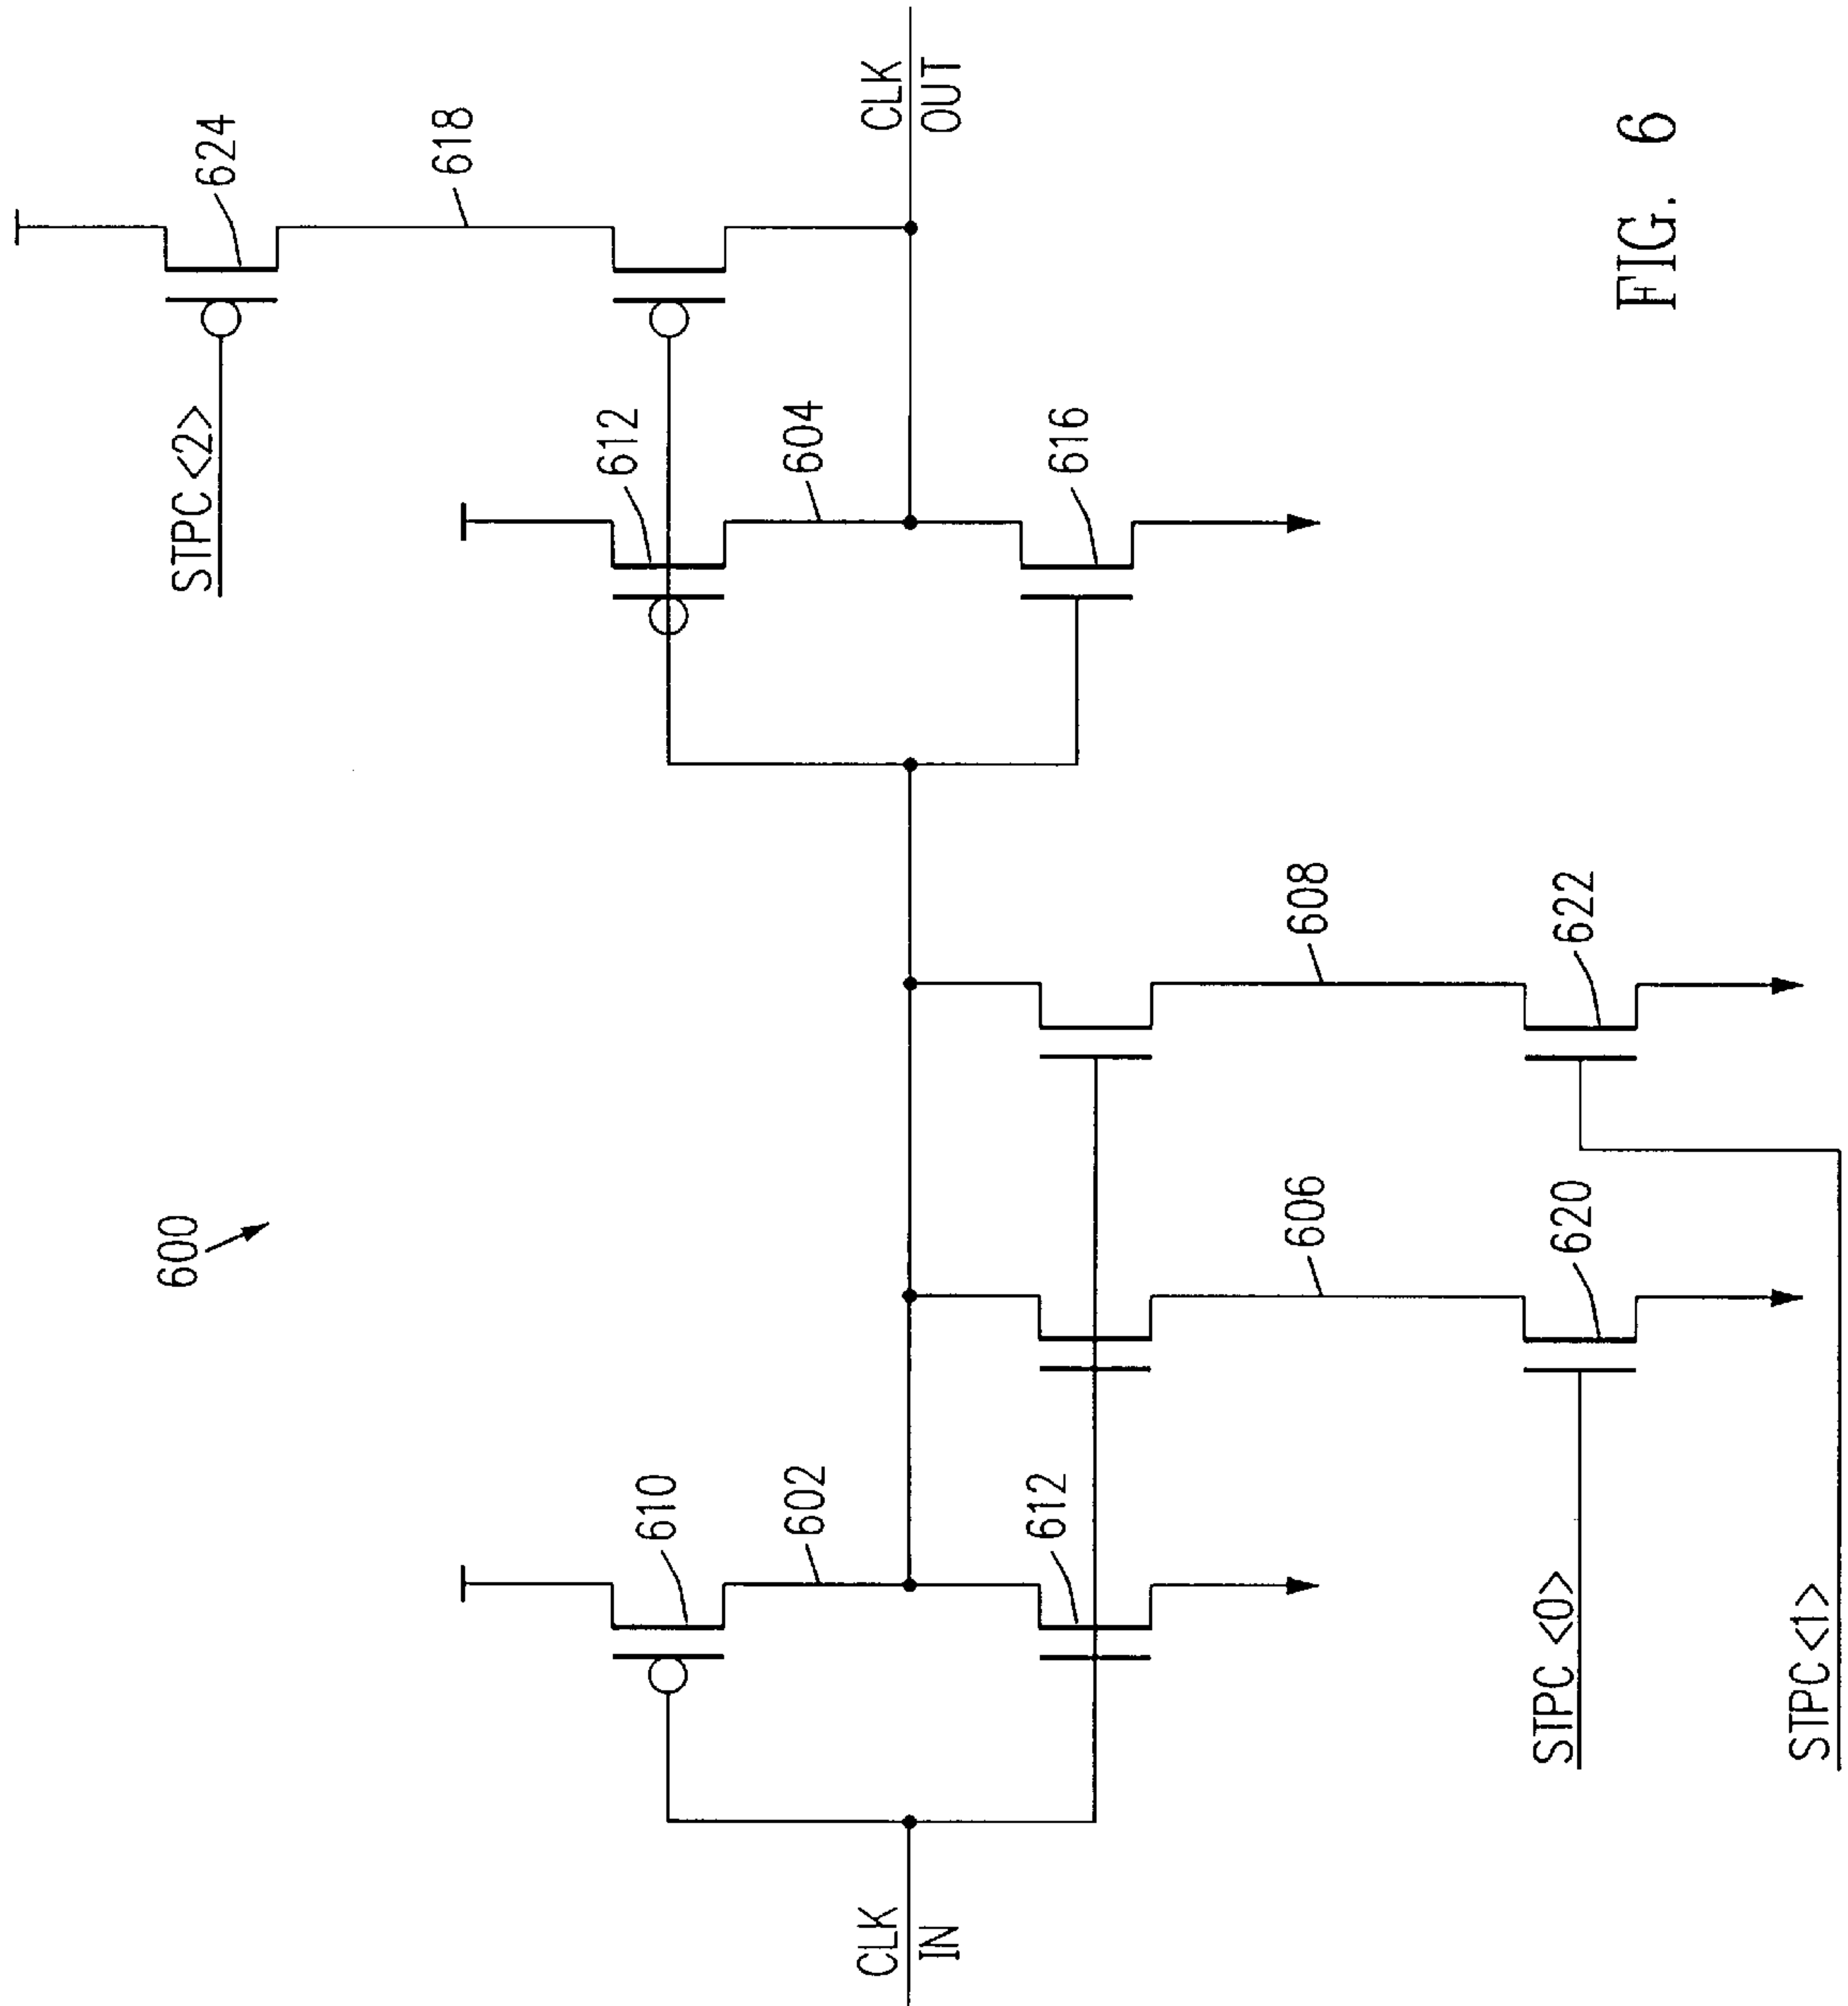 600
STPC <2>
624
618
612
604
616
CLK
OUT
610
602
612
606
608
620
622
CLK
IN
STPC <0>
STPC <1>
FIG. 6